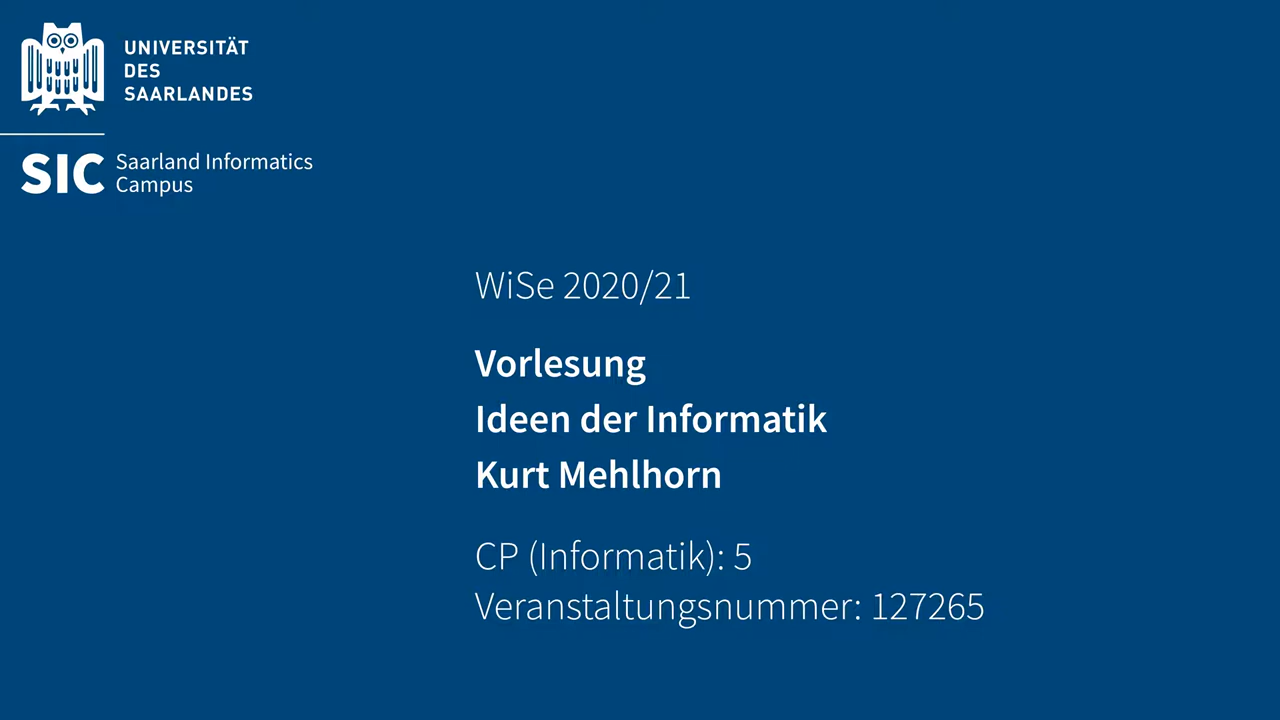 UNIVERSITÄT
DES
SAARLANDES
SIC Saarland Informatics
Campus
WiSe 2020/21
Vorlesung
Ideen der Informatik
Kurt Mehlhorn
CP (Informatik): 5
Veranstaltungsnummer: 127265